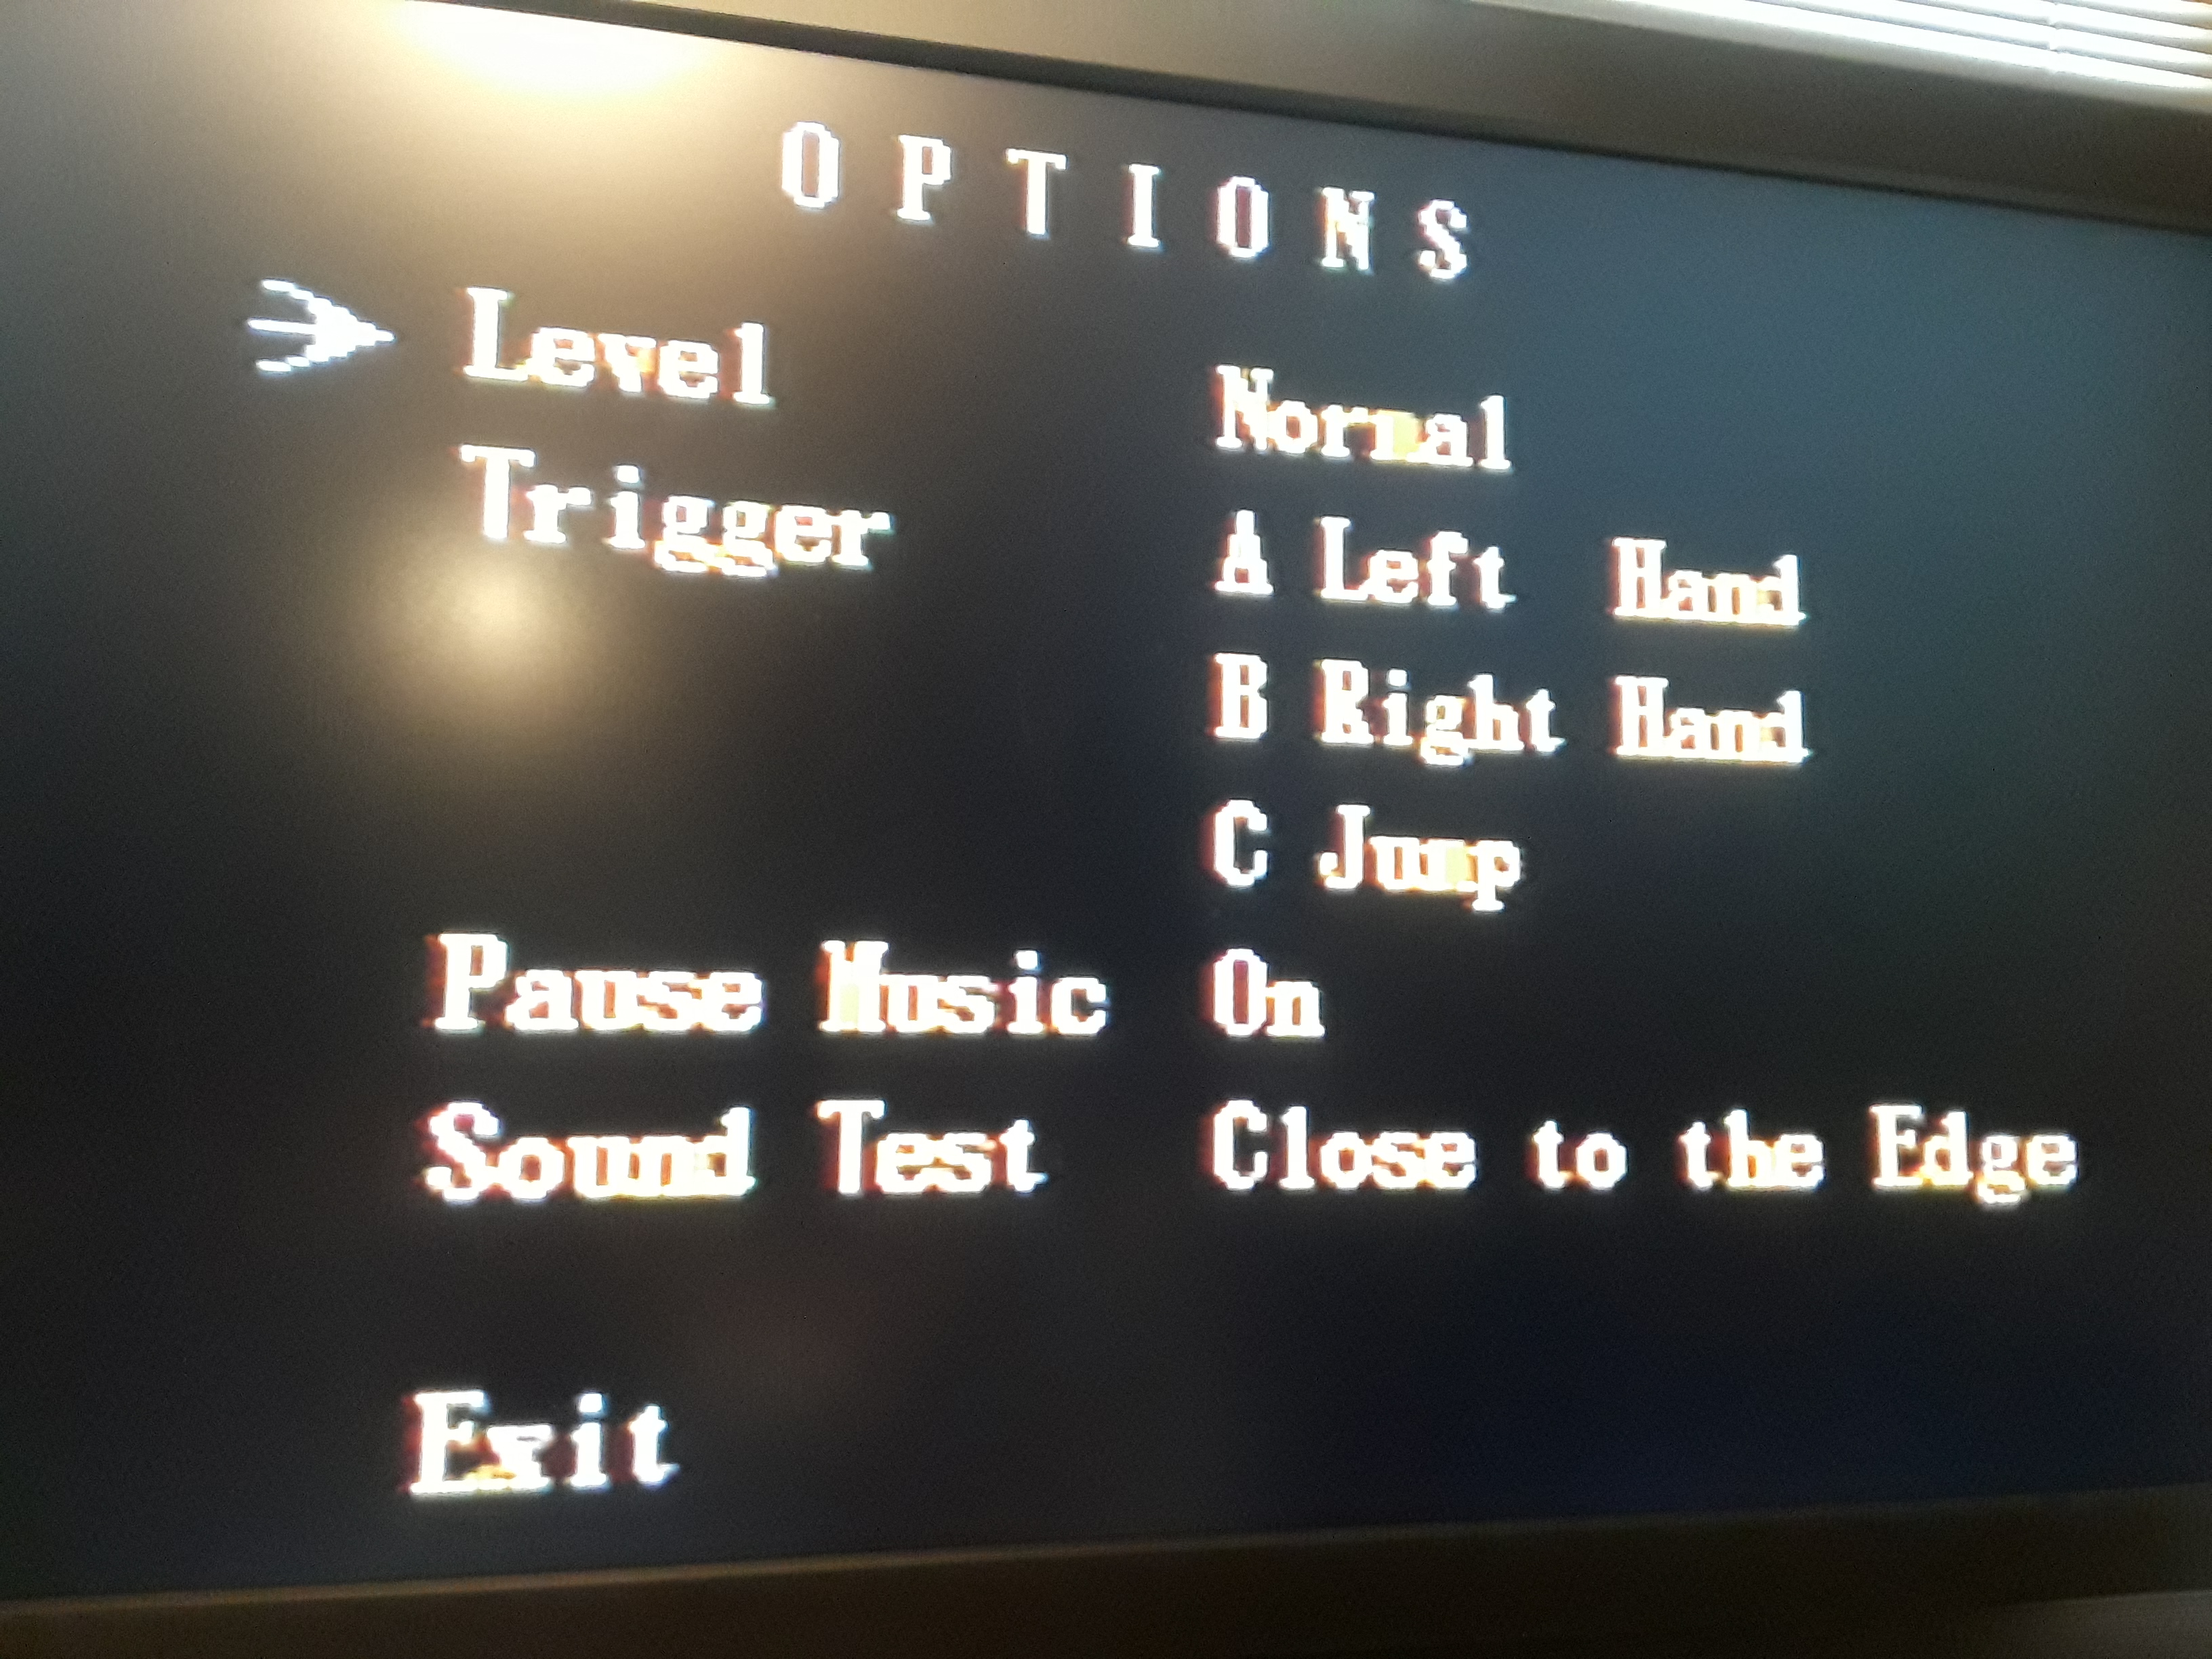 OPTIONS
Level Normal
Trigger A Left Hand
B Right Hand
C Jump
Pause Music On
Sound Test Close to the Edge
Exit